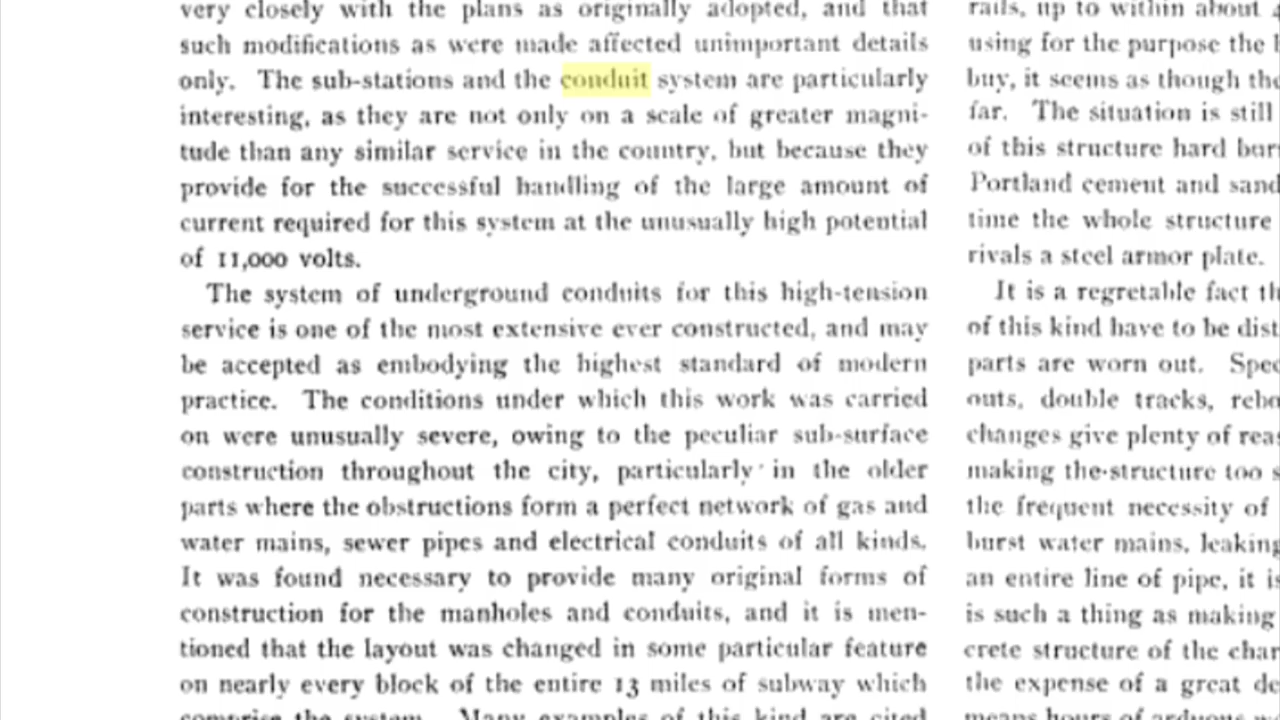 very closely with the plans as originally adopted, and that
such modifications as were made affected unimportant details
only. The sub-stations and the conduit system are particularly
interesting, as they are not only on a scale of greater magni-
tude than any similar service in the country, but because they
provide for the successful handling of the large amount of
current required for this system at the unusually high potential
of 11,000 volts.
The system of underground conduits for this high-tension
service is one of the most extensive ever constructed, and may
be accepted as embodying the highest standard of modern
practice. The conditions under which this work was carried
on were unusually severe, owing to the peculiar sub-surface
construction throughout the city, particularly in the older
parts where the obstructions form a perfect network of gas and
water mains, sewer pipes and electrical conduits of all kinds.
It was found necessary to provide many original forms of
construction for the manholes and conduits, and it is men-
tioned that the layout was changed in some particular feature
on nearly every block of the entire 13 miles of subway which
comprise the system. Many examples of this kind are cited
rails, up to within about
using for the purpose the
buy, it seems as though
far. The situation is still
of this structure hard
Portland cement and
time the whole structure
rivals a steel armor plate.
It is a regretable fact
of this kind have to be
parts are worn out.
outs, double tracks,
changes give plenty of
making the structure too
the frequent necessity of
burst water mains,
an entire line of pipe, it
is such a thing as making
crete structure of the
the expense of a great
means hours of arduous